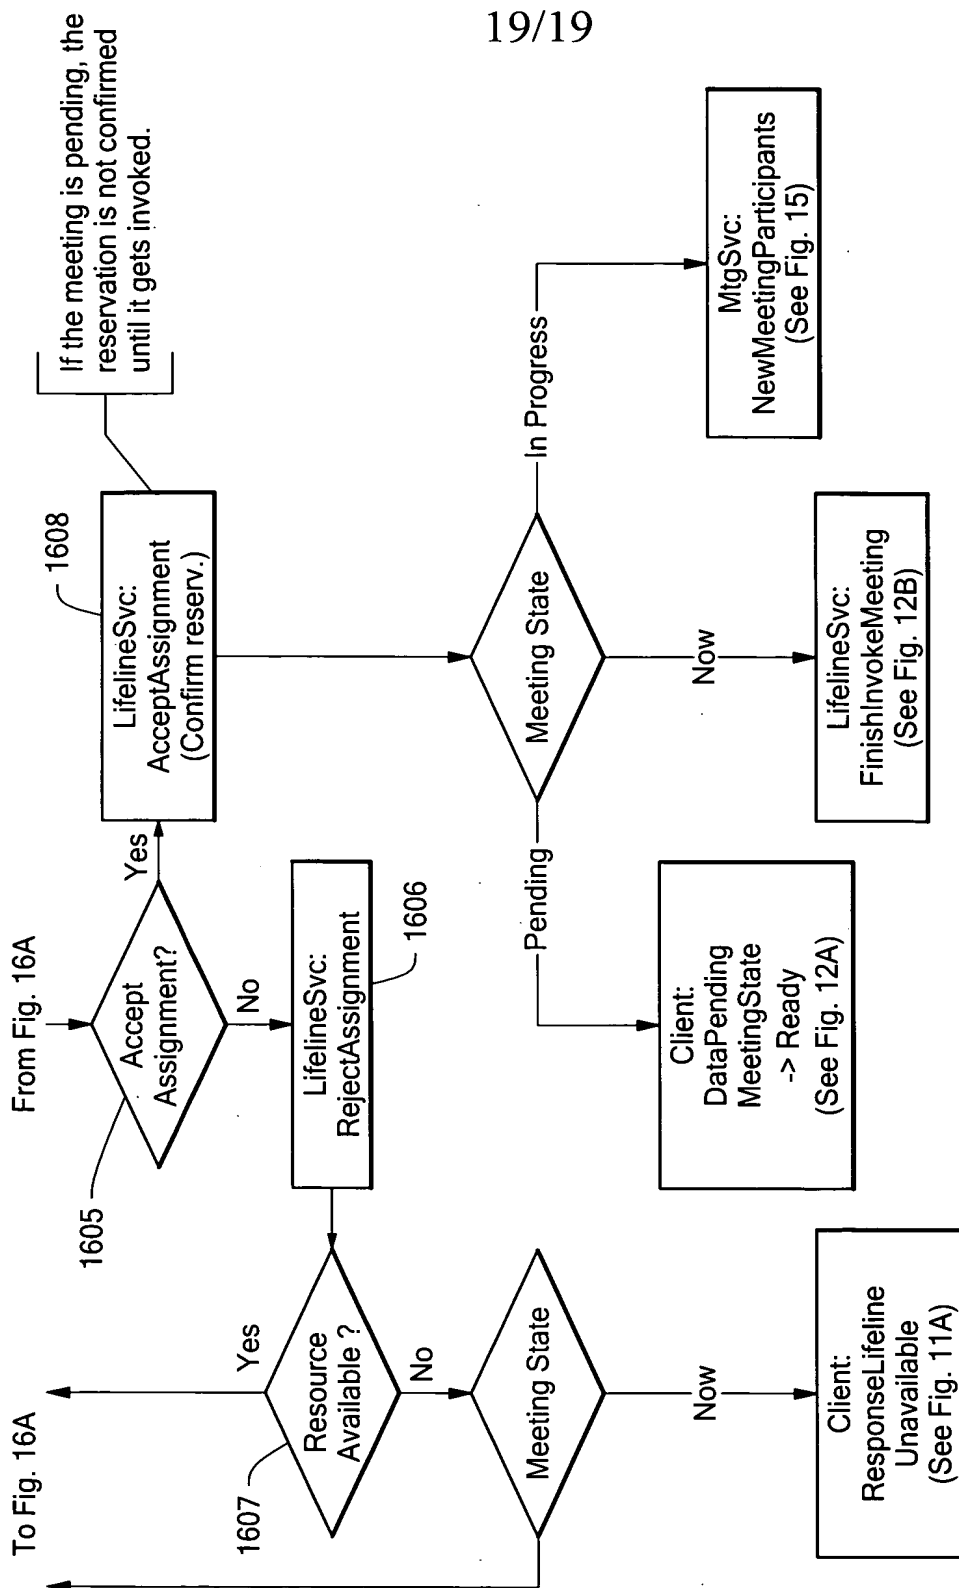 19/19
From Fig. 16A
To Fig. 16A
1605
Accept
Assignment?
Yes
No
1608
LifelineSvc:
AcceptAssignment
(Confirm reserv.)
If the meeting is pending, the
reservation is not confirmed
until it gets invoked.
LifelineSvc:
RejectAssignment
1606
1607
Resource
Available ?
Yes
No
Meeting State
Now
Client:
ResponseLifeline
Unavailable
(See Fig. 11A)
Meeting State
Pending
Now
In Progress
Client:
DataPending
MeetingState
-> Ready
(See Fig. 12A)
LifelineSvc:
FinishInvokeMeeting
(See Fig. 12B)
MtgSvc:
NewMeetingParticipants
(See Fig. 15)